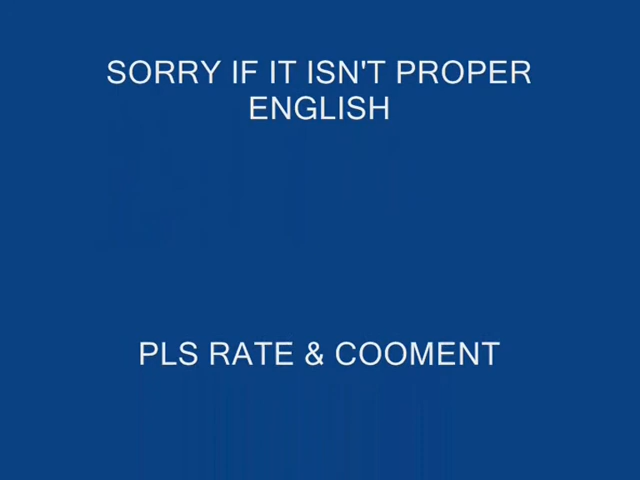 SORRY IF IT ISN'T PROPER
ENGLISH
PLS RATE & COOMENT